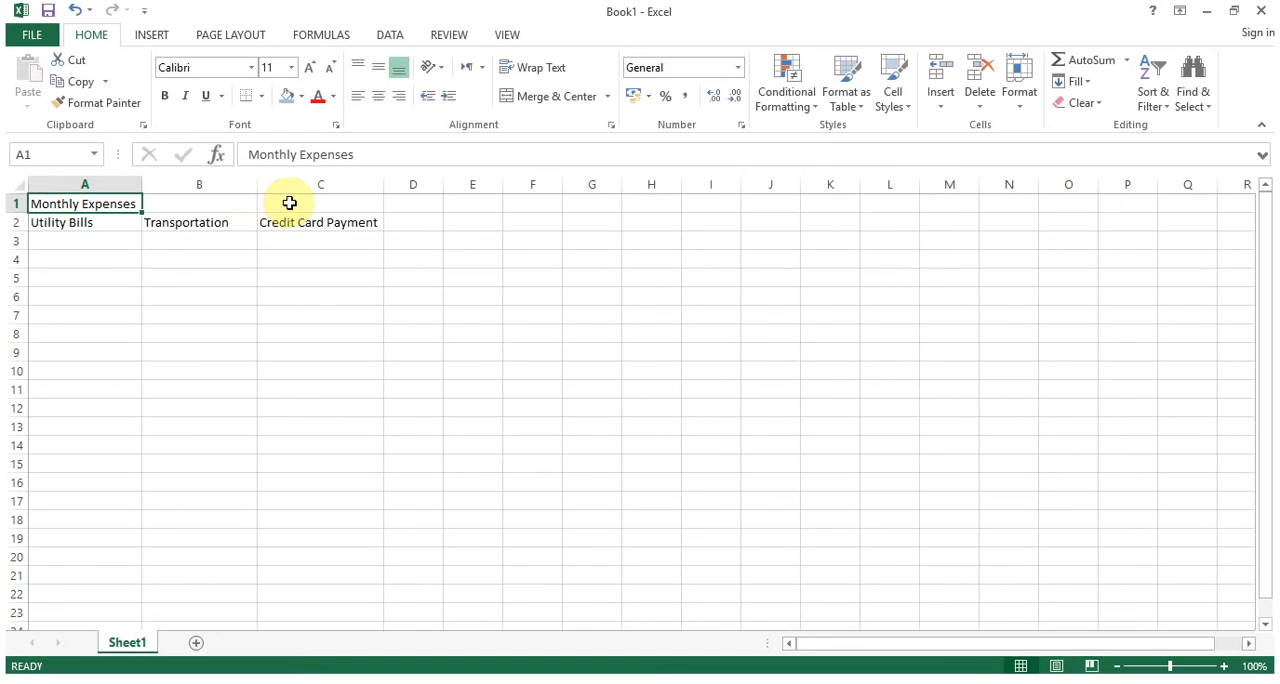 Book1 - Excel
?
Sign in
FILE HOME INSERT PAGE LAYOUT FORMULAS DATA REVIEW VIEW
Paste
Cut
Copy
Format Painter
Clipboard
Calibri 11
A A
B I U A
Font
Wrap Text
Merge & Center
Alignment
General
% ,
Number
Conditional
Formatting
Format as
Table
Cell
Styles
Styles
Insert Delete Format
Cells
AutoSum
Fill
Clear
Sort &
Filter
Find &
Select
Editing
A1 fx Monthly Expenses
A B C D E F G H I J K L M N O P Q R
1 Monthly Expenses
2 Utility Bills Transportation Credit Card Payment
3
4
5
6
7
8
9
10
11
12
13
14
15
16
17
18
19
20
21
22
23
24
Sheet1
READY 100%